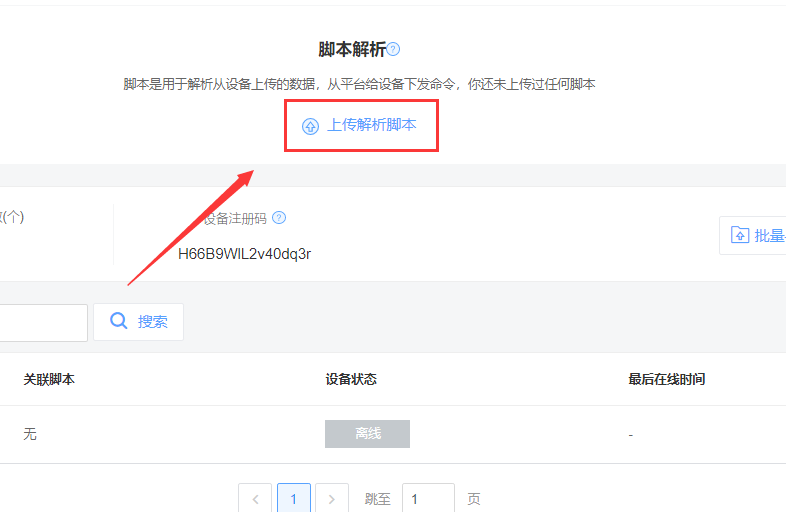 脚本解析?
脚本是用于解析从设备上传的数据，从平台给设备下发命令，你还未上传过任何脚本
上传解析脚本
(个)
设备注册码 ?
H66B9WIL2v40dq3r
批量
搜索
关联脚本 设备状态 最后在线时间
无 离线 -
< 1 > 跳至 1 页